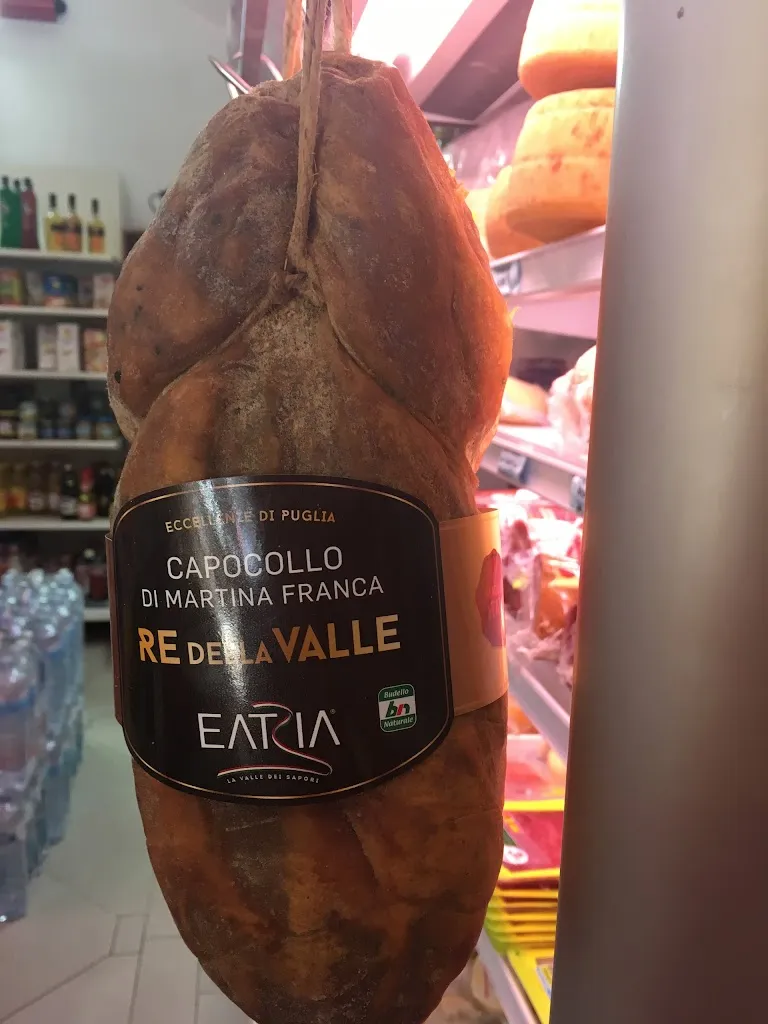 ECCELLENZE DI PUGLIA
CAPOCOLLO
DI MARTINA FRANCA
RE DELLA VALLE
EATRIA®
LA VALLE DEI SAPORI
Budello
bn
Naturale